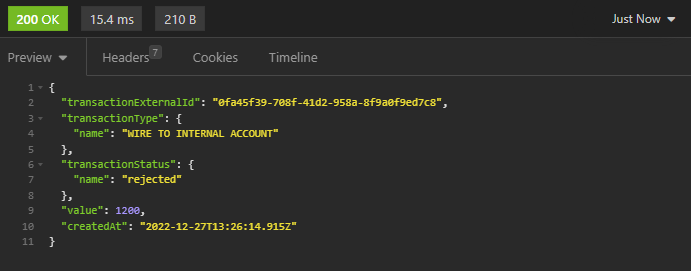 200 OK 15.4 ms 210 B Just Now
Preview Headers 7 Cookies Timeline
1 {
2 "transactionExternalId": "0fa45f39-708f-41d2-958a-8f9a0f9ed7c8",
3 "transactionType": {
4 "name": "WIRE TO INTERNAL ACCOUNT"
5 },
6 "transactionStatus": {
7 "name": "rejected"
8 },
9 "value": 1200,
10 "createdAt": "2022-12-27T13:26:14.915Z"
11 }